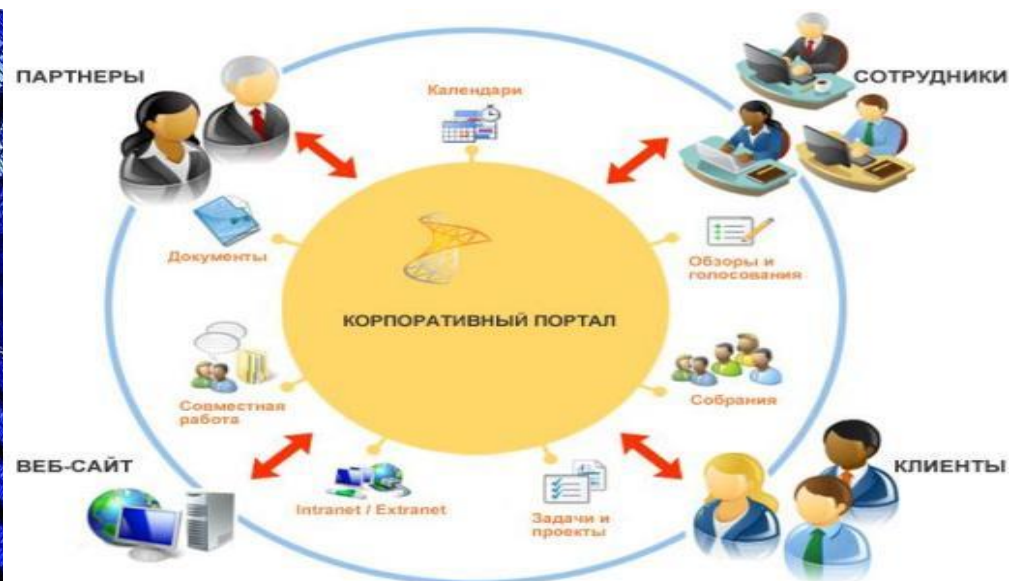 ПАРТНЕРЫ
СОТРУДНИКИ
Календари
Документы
Обзоры и
голосования
КОРПОРАТИВНЫЙ ПОРТАЛ
Совместная
работа
Собрания
ВЕБ-САЙТ
КЛИЕНТЫ
Intranet / Extranet
Задачи и
проекты